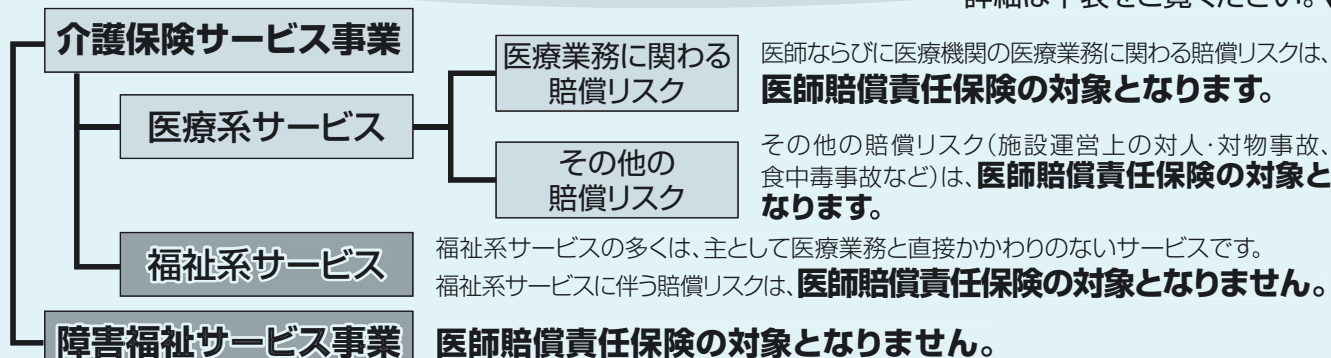 詳細は下表をご覧ください。
介護保険サービス事業
医療業務に関わる
賠償リスク
医師ならびに医療機関の医療業務に関わる賠償リスクは、
医師賠償責任保険の対象となります。
医療系サービス
その他の
賠償リスク
その他の賠償リスク(施設運営上の対人・対物事故、
食中毒事故など)は、医師賠償責任保険の対象と
なります。
福祉系サービス
福祉系サービスの多くは、主として医療業務と直接かかわりのないサービスです。
福祉系サービスに伴う賠償リスクは、医師賠償責任保険の対象となりません。
障害福祉サービス事業
医師賠償責任保険の対象となりません。